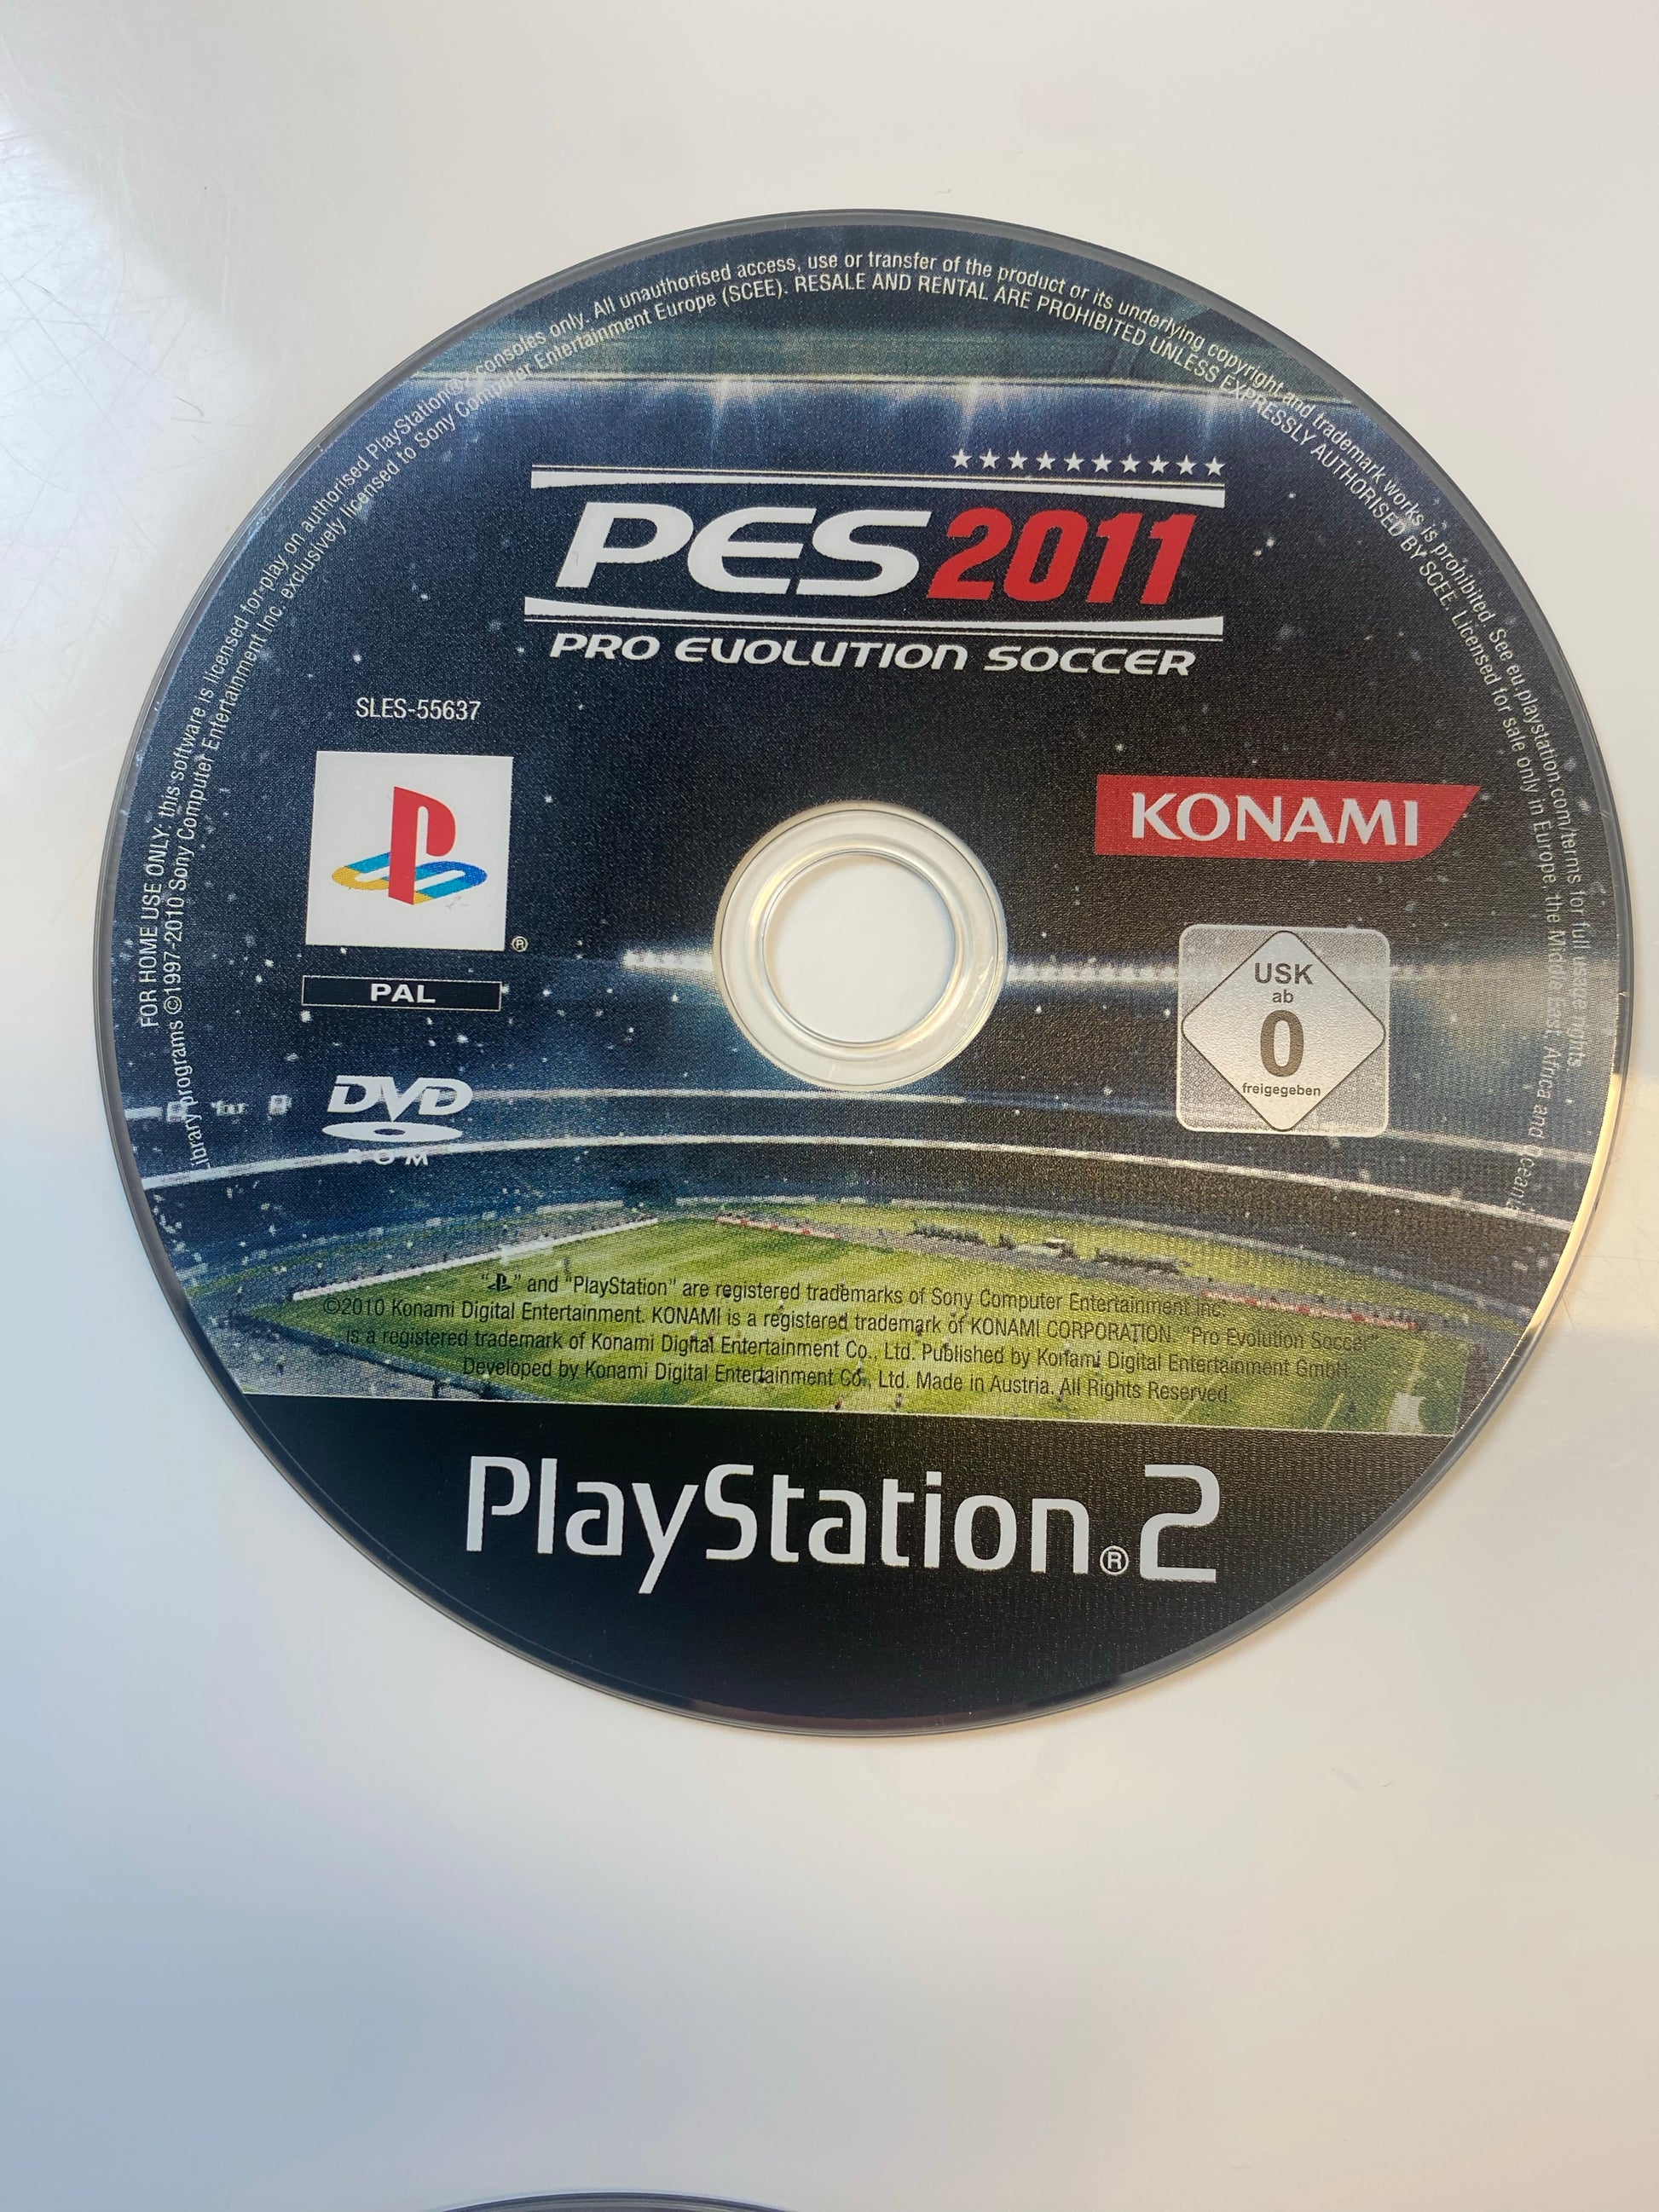 FOR HOME USE ONLY: this software is licensed for play on authorised PlayStation®2 consoles only. All unauthorised access, use or transfer of the product or its underlying copyright and trademark works is prohibited. See eu.playstation.com/terms for full usage rights
Library programs ©1997-2010 Sony Computer Entertainment Inc. exclusively licensed to Sony Computer Entertainment Europe (SCEE). RESALE AND RENTAL ARE PROHIBITED UNLESS EXPRESSLY AUTHORISED BY SCEE. Licensed for sale only in Europe, the Middle East, Africa and Oceania.
PES2011
PRO EVOLUTION SOCCER
SLES-55637
KONAMI
®
PAL
USK
ab
0
freigegeben
DVD
ROM
"PS" and "PlayStation" are registered trademarks of Sony Computer Entertainment Inc.
©2010 Konami Digital Entertainment. KONAMI is a registered trademark of KONAMI CORPORATION. "Pro Evolution Soccer"
is a registered trademark of Konami Digital Entertainment Co., Ltd. Published by Konami Digital Entertainment GmbH.
Developed by Konami Digital Entertainment Co., Ltd. Made in Austria. All Rights Reserved.
PlayStation®2